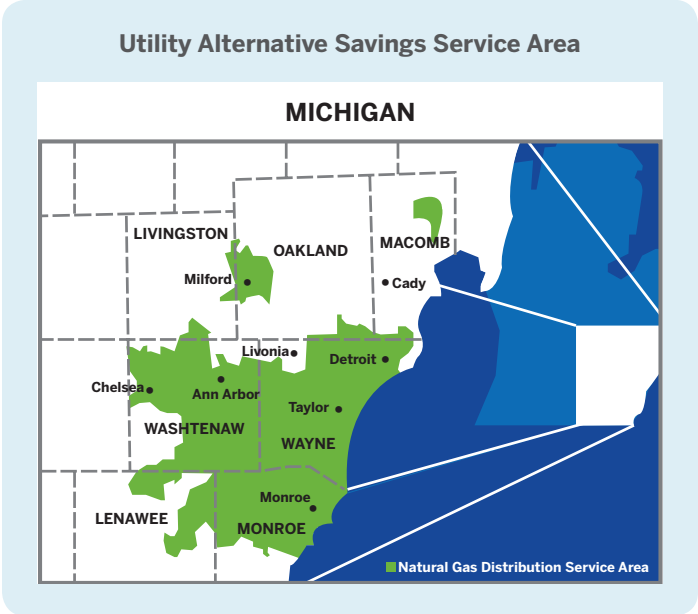 Utility Alternative Savings Service Area
MICHIGAN
LIVINGSTON
OAKLAND
MACOMB
Milford
Cady
Livonia
Detroit
Chelsea
Ann Arbor
Taylor
WASHTENAW
WAYNE
Monroe
LENAWEE
MONROE
Natural Gas Distribution Service Area